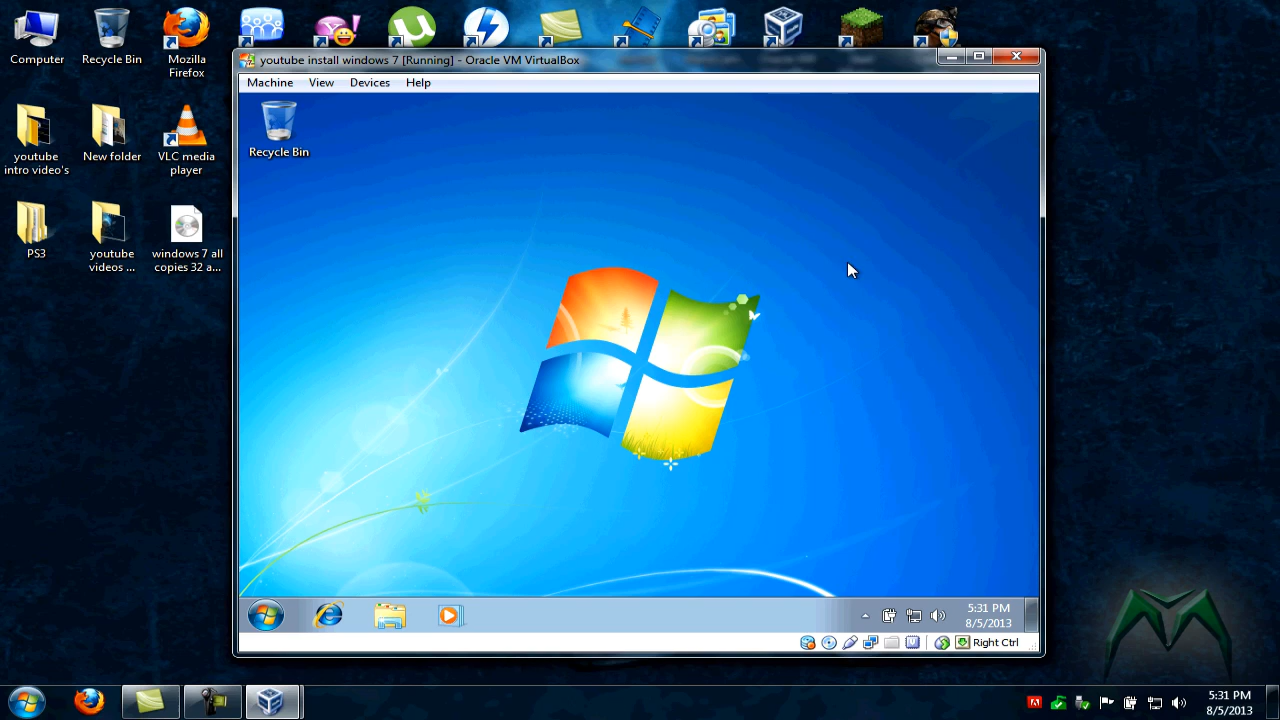 Computer
Recycle Bin
Mozilla
Firefox
youtube
intro video's
New folder
VLC media
player
PS3
youtube
videos ...
windows 7 all
copies 32 a...
youtube install windows 7 [Running] - Oracle VM VirtualBox
Machine View Devices Help
Recycle Bin
5:31 PM
8/5/2013
Right Ctrl
5:31 PM
8/5/2013